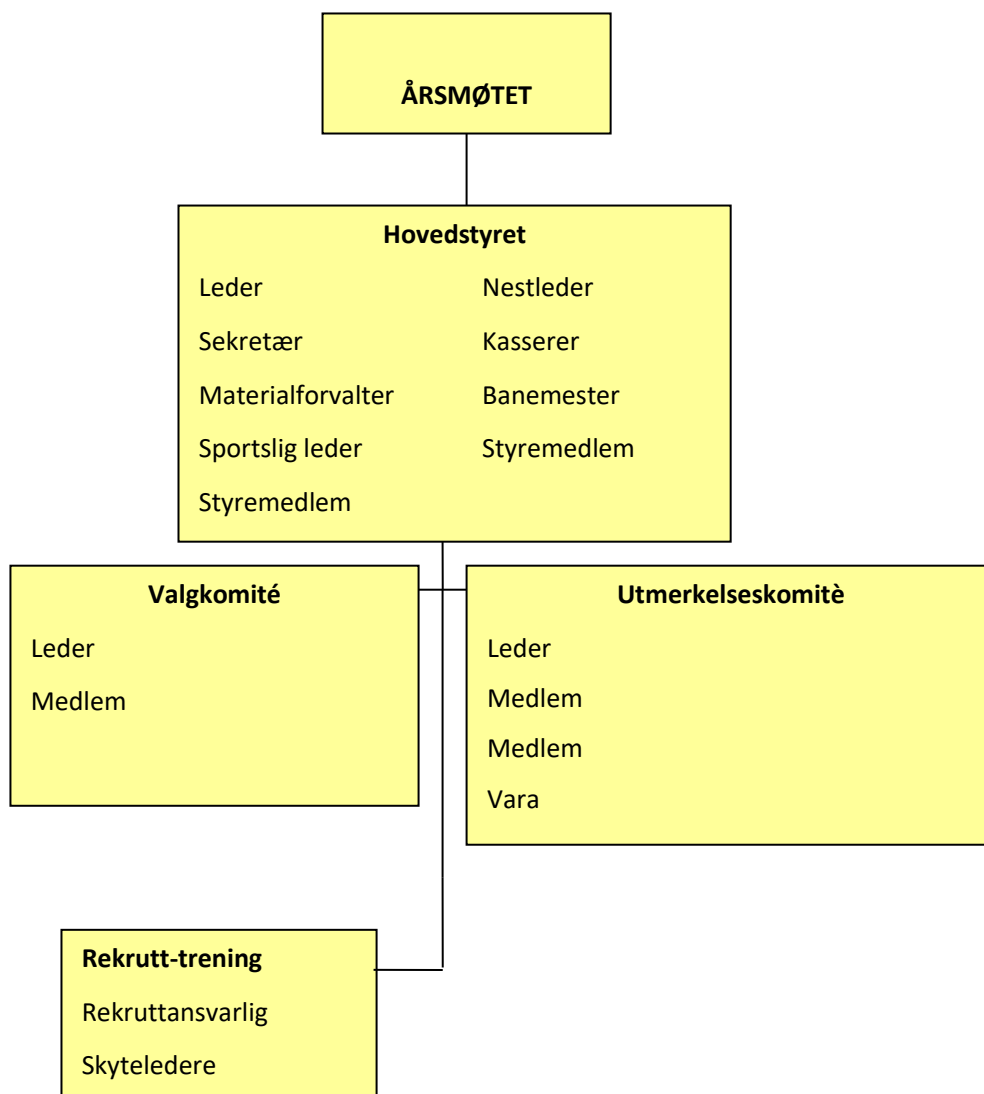 ÅRSMØTET
Hovedstyret
Leder Nestleder
Sekretær Kasserer
Materialforvalter Banemester
Sportslig leder Styremedlem
Styremedlem
Valgkomité
Leder
Medlem
Utmerkelseskomitè
Leder
Medlem
Medlem
Vara
Rekrutt-trening
Rekruttansvarlig
Skyteledere